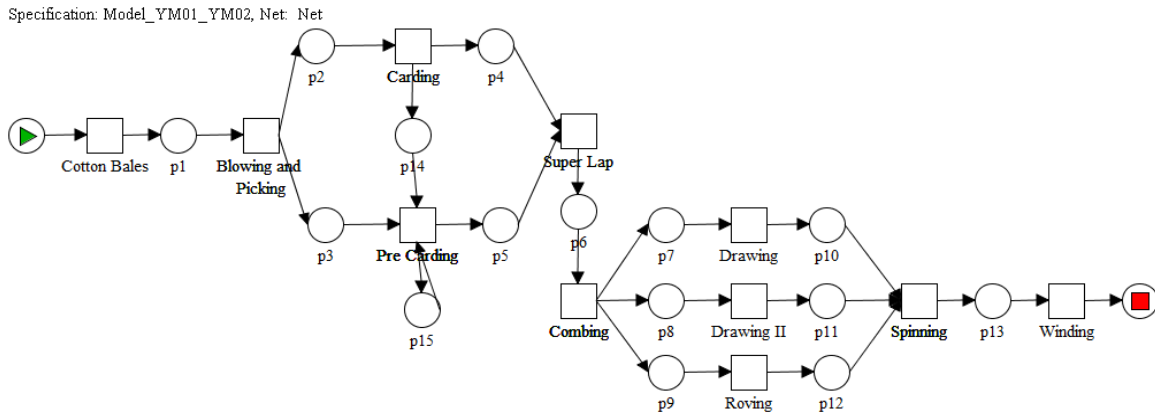 Specification: Model_YM01_YM02, Net: Net
p2
Carding
p4
Cotton Bales
p1
Blowing and
Picking
p14
Super Lap
p3
Pre Carding
p5
p6
p15
p7
Drawing
p10
Combing
p8
Drawing II
p11
Spinning
p13
Winding
p9
Roving
p12